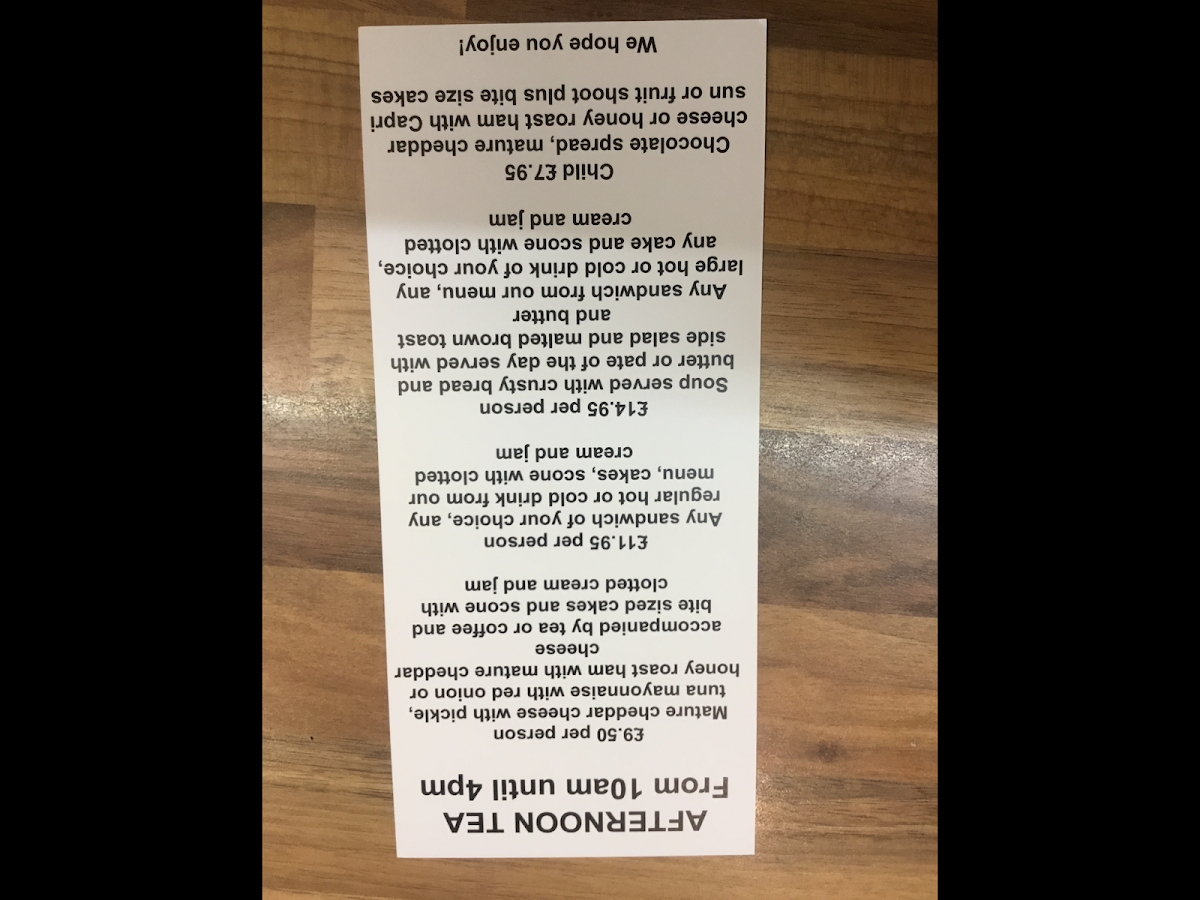 AFTERNOON TEA
From 10am until 4pm
£9.50 per person
Mature cheddar cheese with pickle,
tuna mayonnaise with red onion or
honey roast ham with mature cheddar
cheese
accompanied by tea or coffee and
bite sized cakes and scone with
clotted cream and jam
£11.95 per person
Any sandwich of your choice, any
regular hot or cold drink from our
menu, cakes, scone with clotted
cream and jam
£14.95 per person
Soup served with crusty bread and
butter or pate of the day served with
side salad and malted brown toast
and butter
Any sandwich from our menu, any
large hot or cold drink of your choice,
any cake and scone with clotted
cream and jam
Child £7.95
Chocolate spread, mature cheddar
cheese or honey roast ham with Capri
sun or fruit shoot plus bite size cakes
We hope you enjoy!